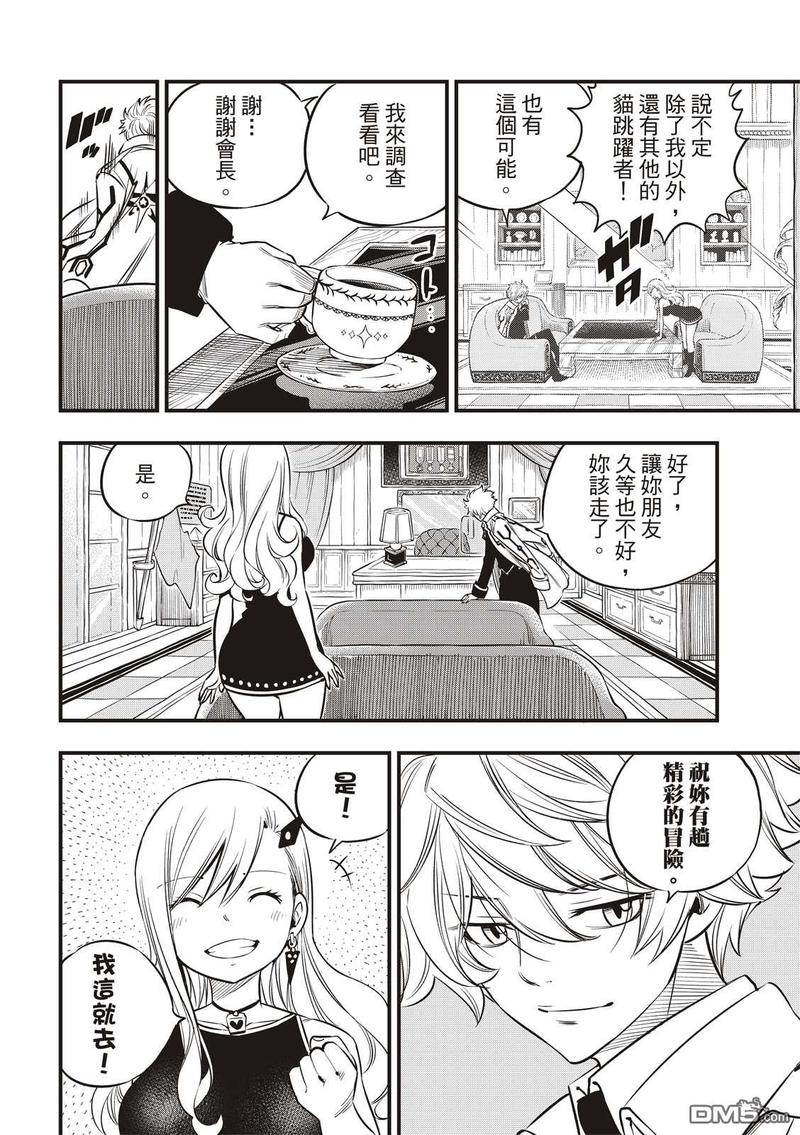 說不定
除了我以外，
還有其他的
貓跳躍者！
也有
這個可能。
ガタ
我來調查
看看吧。
謝…
謝謝會長。
コト…
好了，
讓妳朋友
久等也不好，
妳該走了。
是。
祝妳有趟
精彩的冒險。
是！
我這就去！
DM5.com